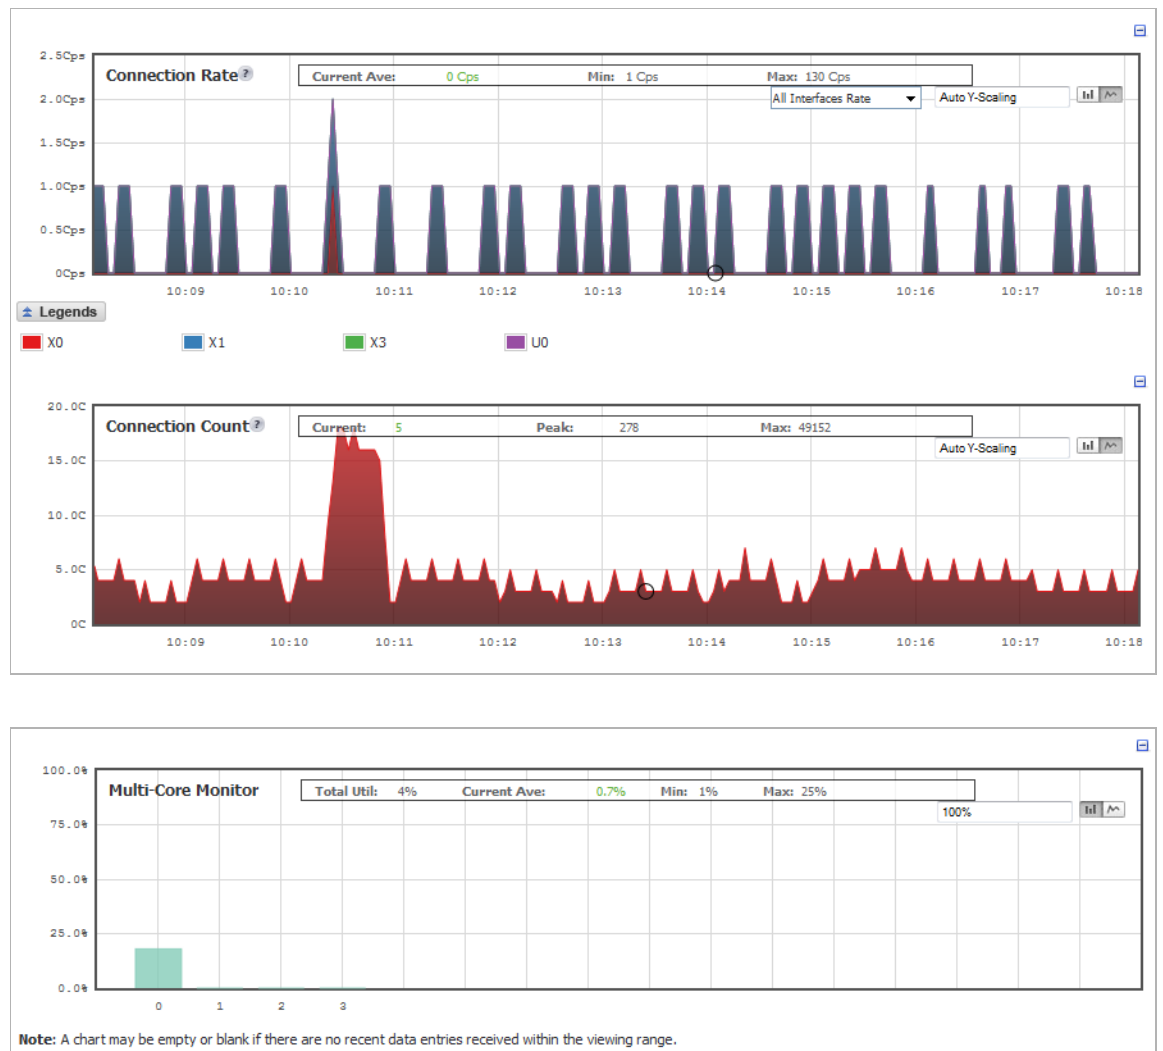 2.5Cps
Connection Rate ? Current Ave: 0 Cps Min: 1 Cps Max: 130 Cps
2.0Cps All Interfaces Rate Auto Y-Scaling
1.5Cps
1.0Cps
0.5Cps
0Cps
10:09 10:10 10:11 10:12 10:13 10:14 10:15 10:16 10:17 10:18
Legends
X0 X1 X3 U0
20.0C
Connection Count ? Current: 5 Peak: 278 Max: 49152
Auto Y-Scaling
15.0C
10.0C
5.0C
0C
10:09 10:10 10:11 10:12 10:13 10:14 10:15 10:16 10:17 10:18
100.0%
Multi-Core Monitor Total Util: 4% Current Ave: 0.7% Min: 1% Max: 25%
100%
75.0%
50.0%
25.0%
0.0%
0 1 2 3
Note: A chart may be empty or blank if there are no recent data entries received within the viewing range.